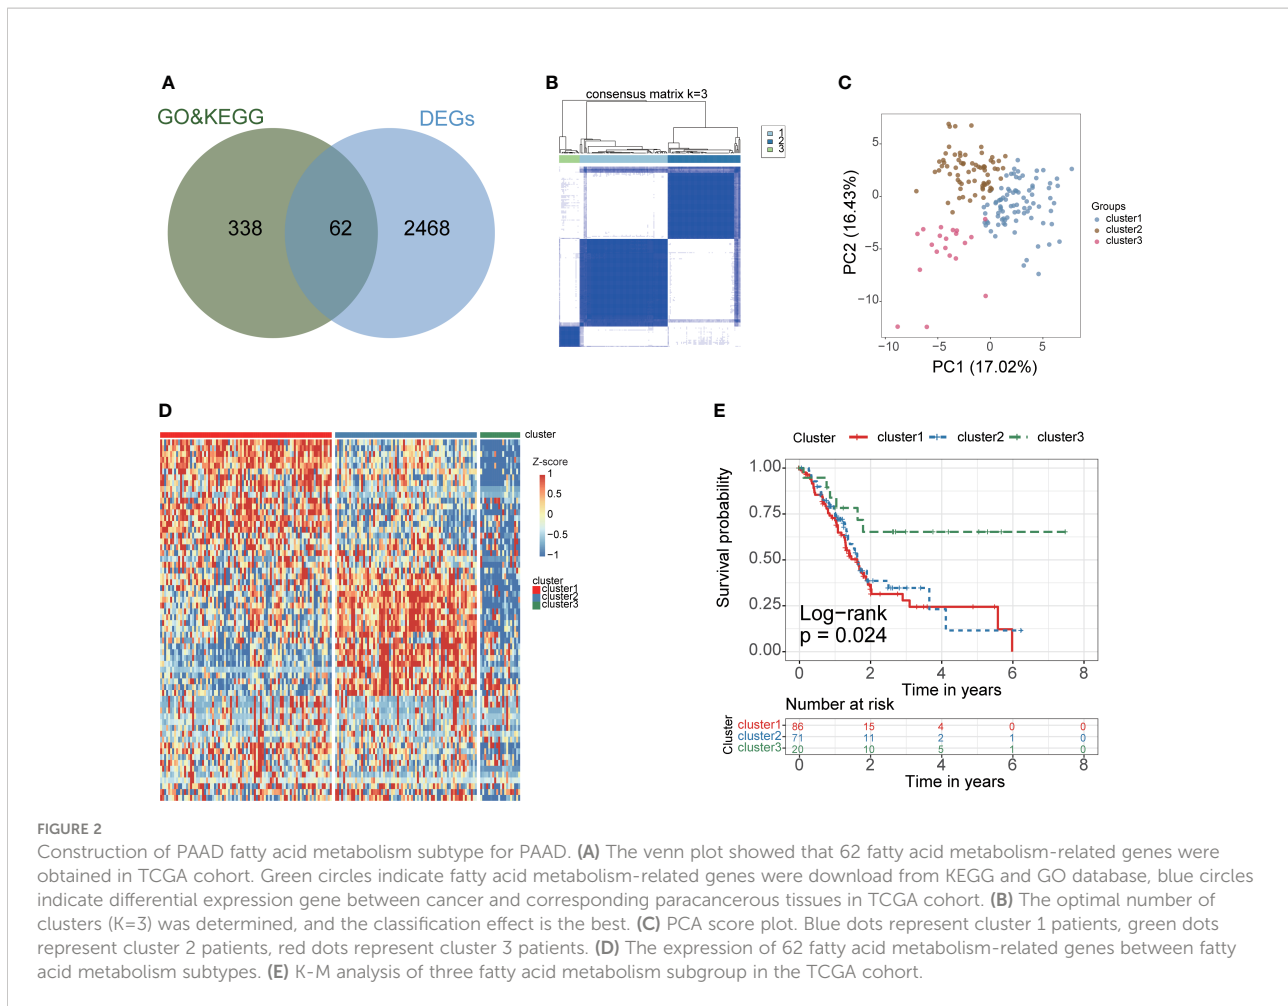 A
GO&KEGG
DEGs
338
62
2468
B
consensus matrix k=3
1
2
3
C
5
0
−5
−10
−10
−5
0
5
PC2 (16.43%)
PC1 (17.02%)
Groups
cluster1
cluster2
cluster3
D
cluster
Z-score
1
0.5
0
−0.5
−1
cluster
cluster1
cluster2
cluster3
E
Cluster
cluster1
cluster2
cluster3
Survival probability
1.00
0.75
0.50
0.25
0.00
Log−rank
p = 0.024
0
2
4
6
8
Time in years
Number at risk
Cluster
cluster1 86 15 4 0 0
cluster2 71 11 2 1 0
cluster3 20 10 5 1 0
0
2
4
6
8
Time in years
FIGURE 2
Construction of PAAD fatty acid metabolism subtype for PAAD. (A) The venn plot showed that 62 fatty acid metabolism-related genes were
obtained in TCGA cohort. Green circles indicate fatty acid metabolism-related genes were download from KEGG and GO database, blue circles
indicate differential expression gene between cancer and corresponding paracancerous tissues in TCGA cohort. (B) The optimal number of
clusters (K=3) was determined, and the classification effect is the best. (C) PCA score plot. Blue dots represent cluster 1 patients, green dots
represent cluster 2 patients, red dots represent cluster 3 patients. (D) The expression of 62 fatty acid metabolism-related genes between fatty
acid metabolism subtypes. (E) K-M analysis of three fatty acid metabolism subgroup in the TCGA cohort.